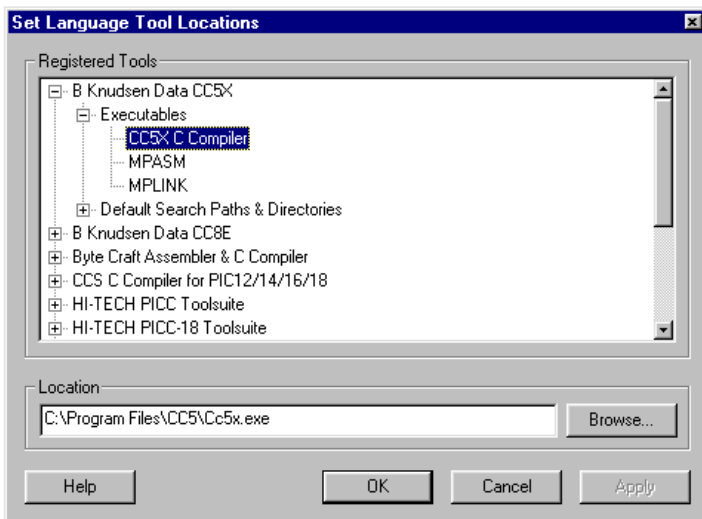 Set Language Tool Locations
Registered Tools
B Knudsen Data CC5X
Executables
CC5X C Compiler
MPASM
MPLINK
Default Search Paths & Directories
B Knudsen Data CC8E
Byte Craft Assembler & C Compiler
CCS C Compiler for PIC12/14/16/18
HI-TECH PICC Toolsuite
HI-TECH PICC-18 Toolsuite
Location
C:\Program Files\CC5\Cc5x.exe
Browse...
Help
OK
Cancel
Apply